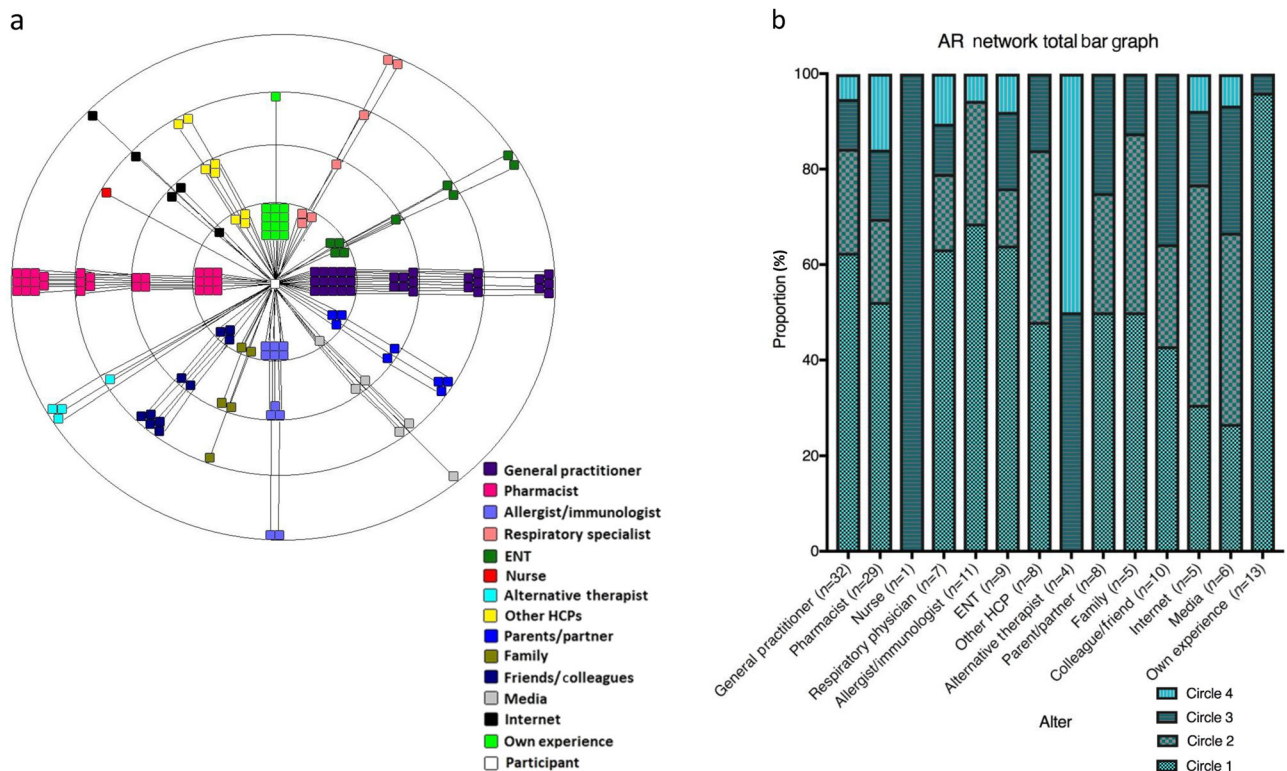 a
General practitioner
Pharmacist
Allergist/immunologist
Respiratory specialist
ENT
Nurse
Alternative therapist
Other HCPs
Parents/partner
Family
Friends/colleagues
Media
Internet
Own experience
Participant
b
AR network total bar graph
Proportion (%)
100
80
60
40
20
0
General practitioner (n=32)
Pharmacist (n=29)
Nurse (n=1)
Respiratory physician (n=7)
Allergist/immunologist (n=11)
ENT (n=9)
Other HCP (n=8)
Alternative therapist (n=4)
Parent/partner (n=8)
Family (n=5)
Colleague/friend (n=10)
Internet (n=5)
Media (n=6)
Own experience (n=13)
Alter
Circle 4
Circle 3
Circle 2
Circle 1